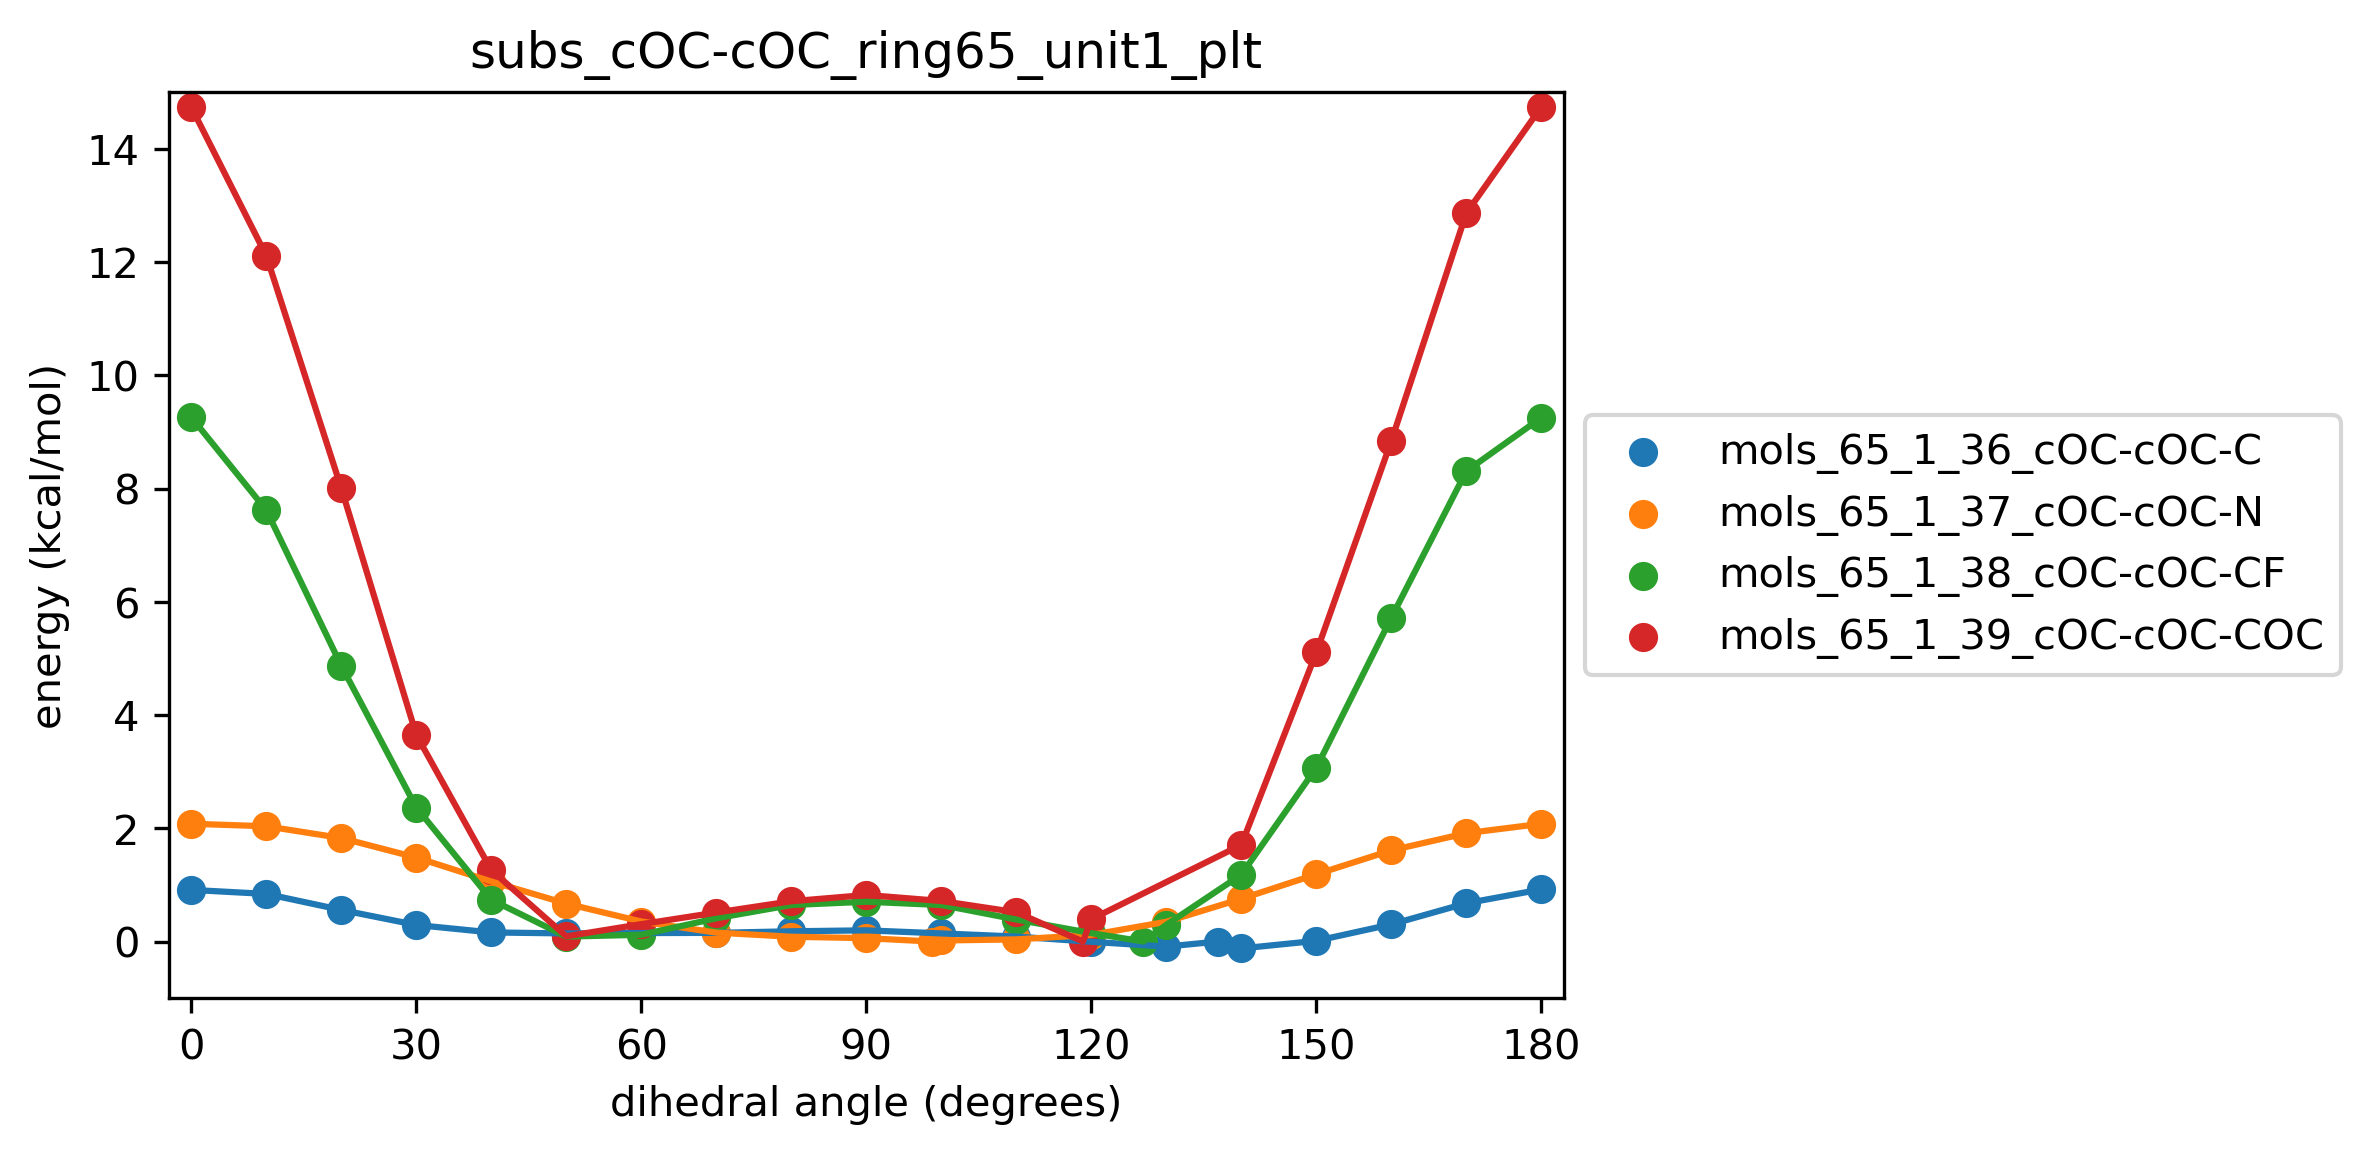 subs_cOC-cOC_ring65_unit1_plt
energy (kcal/mol)
14
12
10
8
6
4
2
0
0 30 60 90 120 150 180
dihedral angle (degrees)
mols_65_1_36_cOC-cOC-C
mols_65_1_37_cOC-cOC-N
mols_65_1_38_cOC-cOC-CF
mols_65_1_39_cOC-cOC-COC